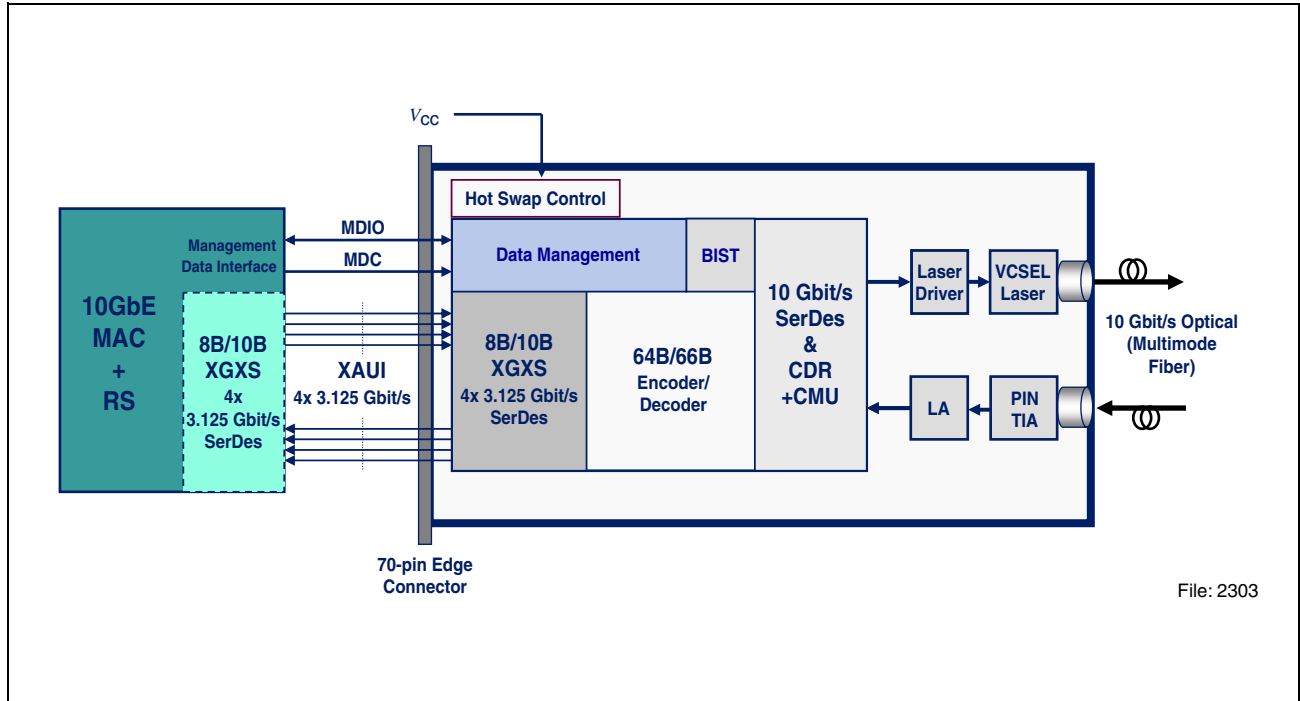 VCC
Hot Swap Control
MDIO
MDC
Management
Data Interface
Data Management
BIST
10GbE
MAC
+
RS
8B/10B
XGXS
4x
3.125 Gbit/s
SerDes
XAUI
4x 3.125 Gbit/s
8B/10B
XGXS
4x 3.125 Gbit/s
SerDes
64B/66B
Encoder/
Decoder
10 Gbit/s
SerDes
&
CDR
+CMU
Laser
Driver
VCSEL
Laser
LA
PIN
TIA
10 Gbit/s Optical
(Multimode
Fiber)
70-pin Edge
Connector
File: 2303